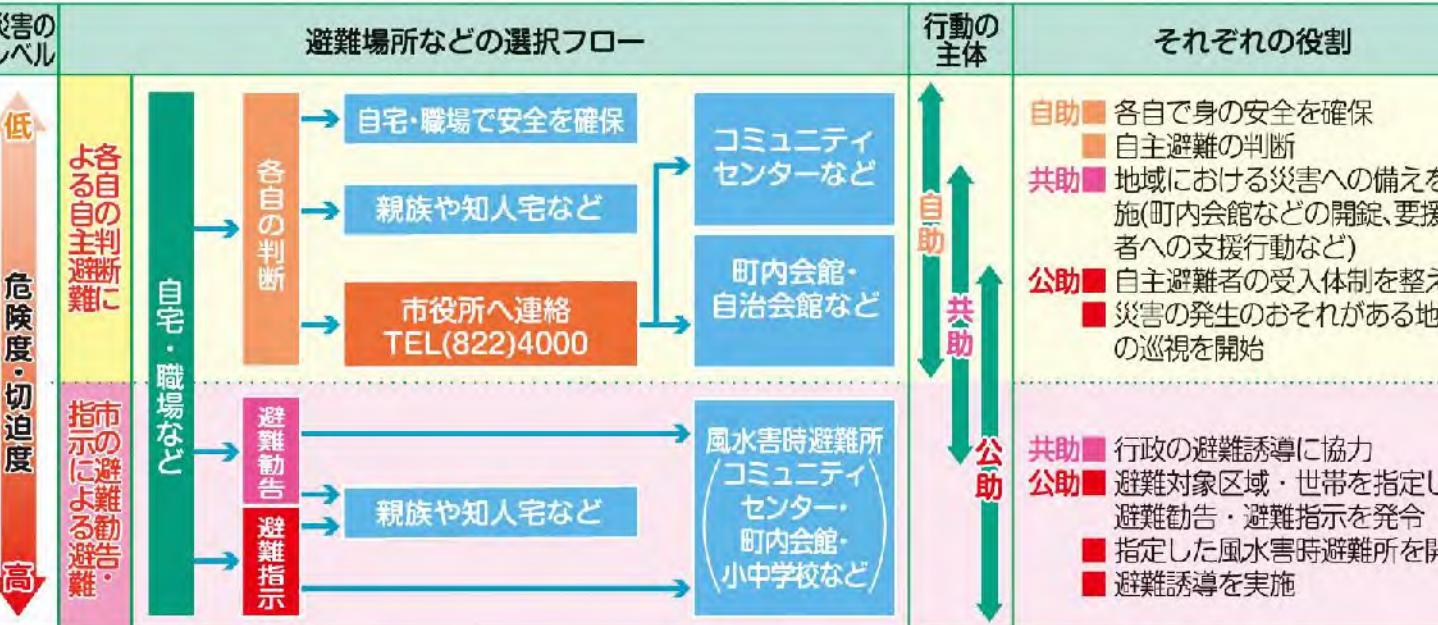 災害の
レベル
避難場所などの選択フロー
行動の
主体
それぞれの役割
低
危険度・切迫度
高
各自の判断に
よる自主避難
市の避難勧告・
指示による避難
自宅・職場など
各自の判断
自宅・職場で安全を確保
親族や知人宅など
市役所へ連絡
TEL(822)4000
コミュニティ
センターなど
町内会館・
自治会館など
避難勧告
避難指示
親族や知人宅など
風水害時避難所
(コミュニティ
センター・
町内会館・
小中学校など)
自助
共助
公助
自助■ 各自で身の安全を確保
■ 自主避難の判断
共助■ 地域における災害への備えを
施(町内会館などの開錠、要援
者への支援行動など)
公助■ 自主避難者の受入体制を整え
■ 災害の発生のおそれがある地
の巡視を開始
共助■ 行政の避難誘導に協力
公助■ 避難対象区域・世帯を指定し
避難勧告・避難指示を発令
■ 指定した風水害時避難所を開
■ 避難誘導を実施